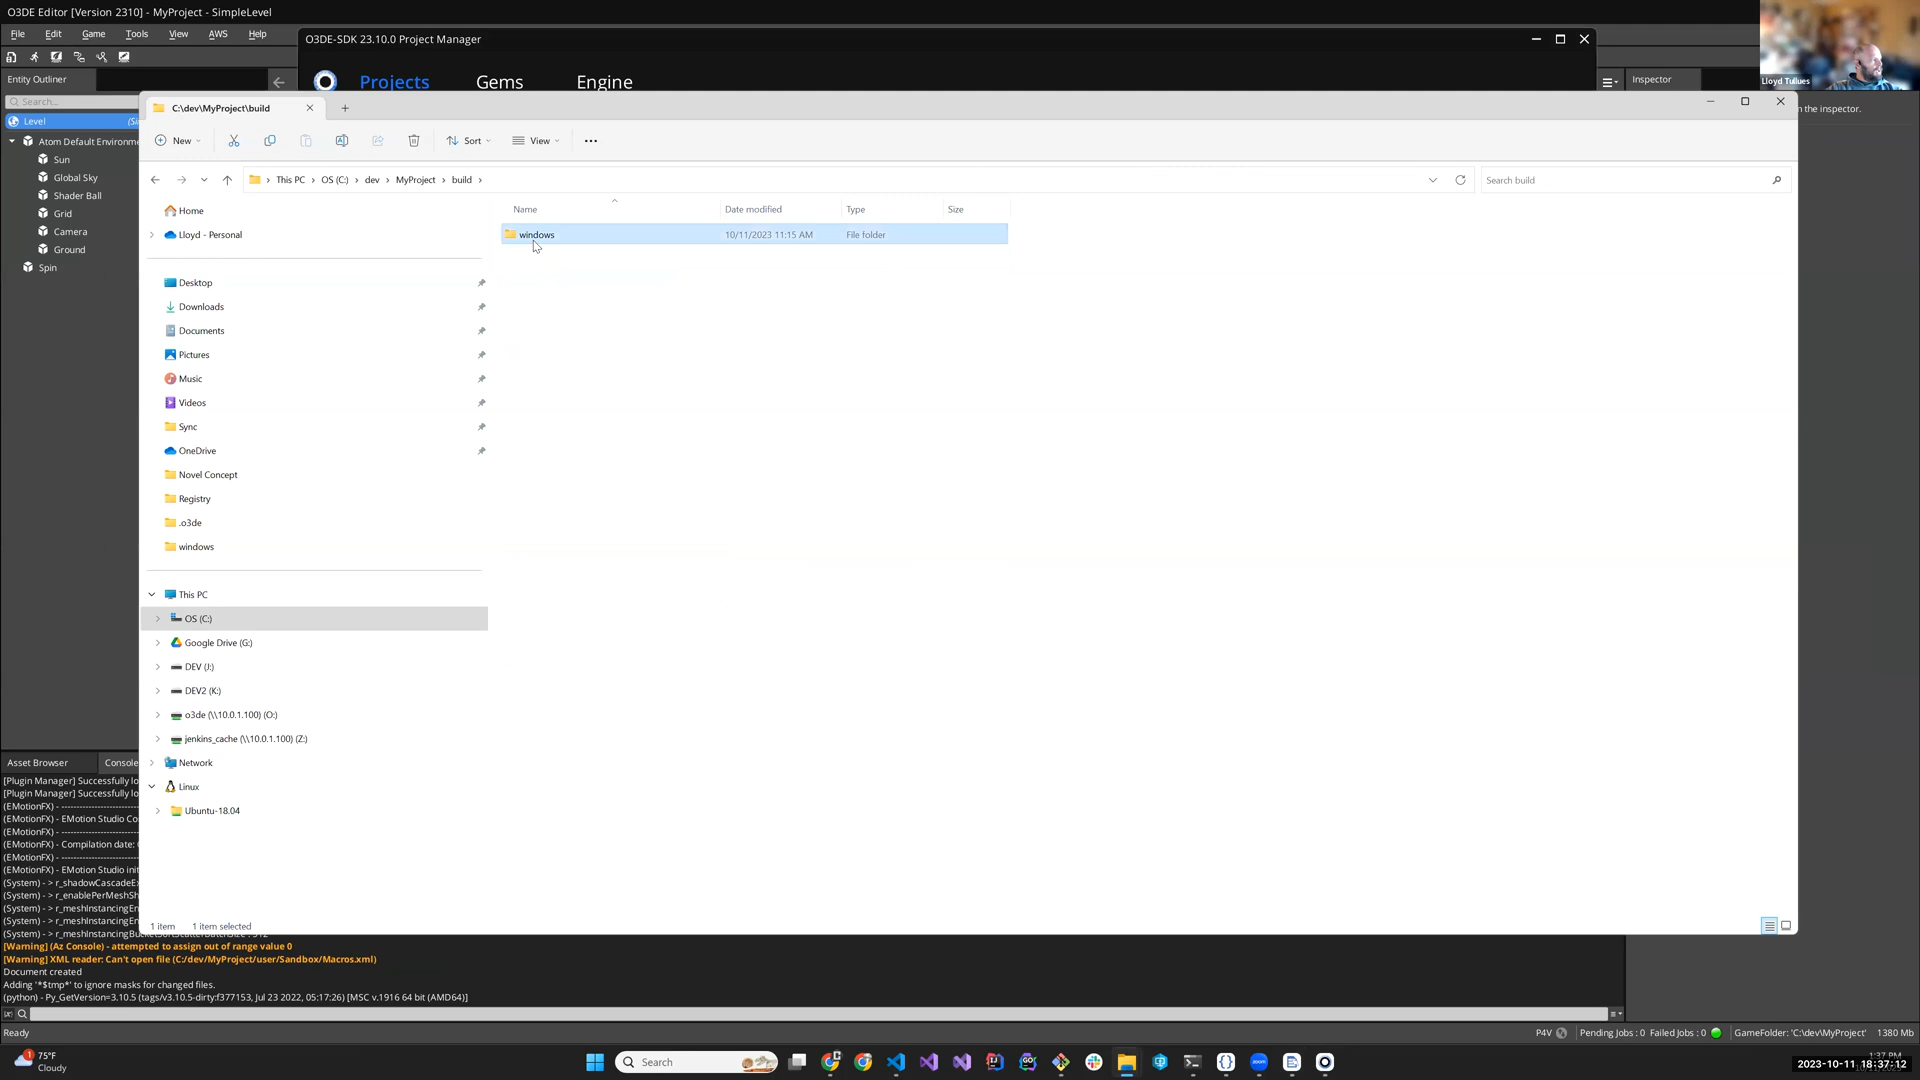 O3DE Editor [Version 2310] - MyProject - SimpleLevel
File Edit Game Tools View AWS Help
O3DE-SDK 23.10.0 Project Manager
Projects Gems Engine
Entity Outliner
Search...
Level
Atom Default Environme
Sun
Global Sky
Shader Ball
Grid
Camera
Ground
Spin
Inspector
n the inspector.
Lloyd Tullues
C:\dev\MyProject\build
New Sort View
This PC > OS (C:) > dev > MyProject > build >
Search build
Name Date modified Type Size
windows 10/11/2023 11:15 AM File folder
Home
Lloyd - Personal
Desktop
Downloads
Documents
Pictures
Music
Videos
Sync
OneDrive
Novel Concept
Registry
.o3de
windows
This PC
OS (C:)
Google Drive (G:)
DEV (J:)
DEV2 (K:)
o3de (\\10.0.1.100) (O:)
jenkins_cache (\\10.0.1.100) (Z:)
Network
Linux
Ubuntu-18.04
1 item 1 item selected
Asset Browser Console
[Plugin Manager] Successfully lo
[Plugin Manager] Successfully lo
(EMotionFX) - -------------------------
(EMotionFX) - EMotion Studio Co
(EMotionFX) - -------------------------
(EMotionFX) - Compilation date:
(EMotionFX) - -------------------------
(EMotionFX) - EMotion Studio init
(System) - > r_shadowCascadeEx
(System) - > r_enablePerMeshSh
(System) - > r_meshInstancingEn
(System) - > r_meshInstancingEn
[Warning] (Az Console) - attempted to assign out of range value 0
[Warning] XML reader: Can't open file (C:/dev/MyProject/user/Sandbox/Macros.xml)
Document created
Adding '*$tmp*' to ignore masks for changed files.
(python) - Py_GetVersion=3.10.5 (tags/v3.10.5-dirty:f377153, Jul 23 2022, 05:17:26) [MSC v.1916 64 bit (AMD64)]
Ready
P4V Pending Jobs : 0 Failed Jobs : 0 GameFolder: 'C:\dev\MyProject' 1380 Mb
75°F
Cloudy
Search
1:37 PM
2023-10-11 18:37:12